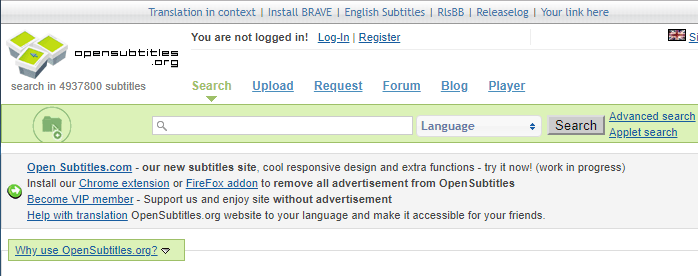 Translation in context | Install BRAVE | English Subtitles | RlsBB | Releaselog | Your link here
You are not logged in! Log-In | Register
opensubtitles
.org
search in 4937800 subtitles
Search Upload Request Forum Blog Player
Language Search Advanced search
Applet search
Open Subtitles.com - our new subtitles site, cool responsive design and extra functions - try it now! (work in progress)
Install our Chrome extension or FireFox addon to remove all advertisement from OpenSubtitles
Become VIP member - Support us and enjoy site without advertisement
Help with translation OpenSubtitles.org website to your language and make it accessible for your friends.
Why use OpenSubtitles.org?